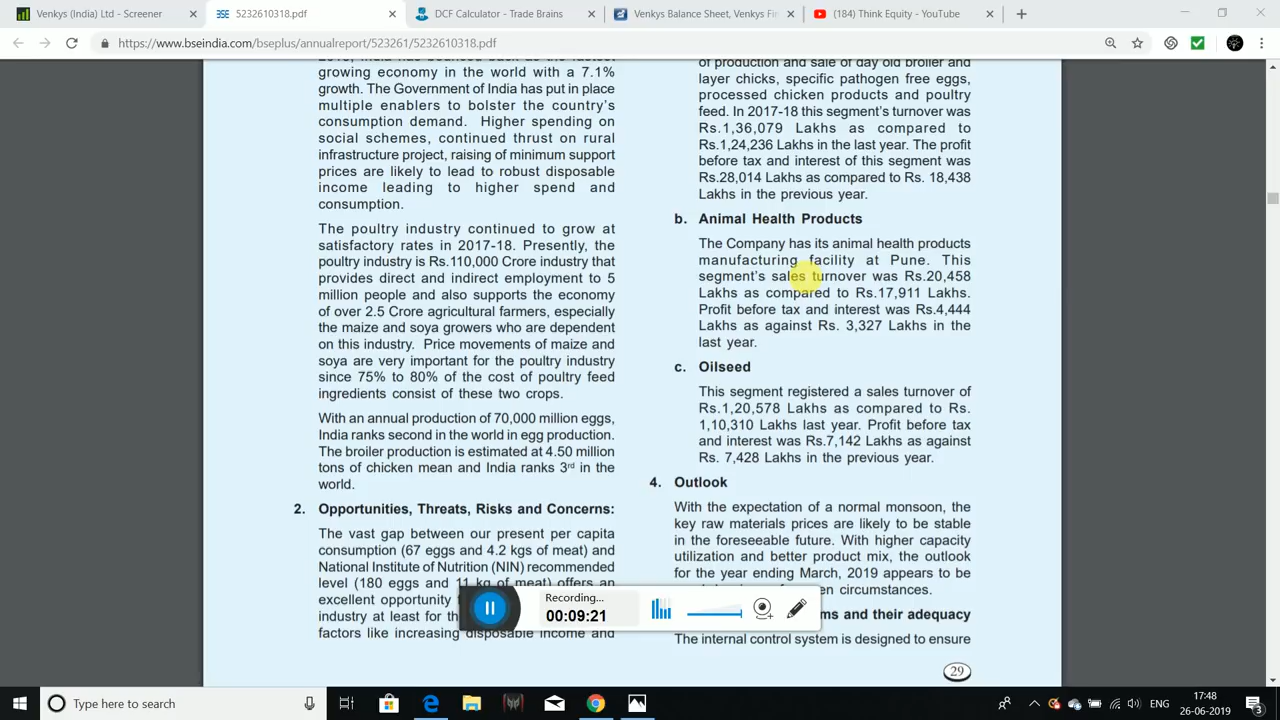 Venkys (India) Ltd - Screener
5232610318.pdf
DCF Calculator - Trade Brains
Venkys Balance Sheet, Venkys Fin
(184) Think Equity - YouTube
https://www.bseindia.com/bseplus/annualreport/523261/5232610318.pdf
growing economy in the world with a 7.1%
growth. The Government of India has put in place
multiple enablers to bolster the country's
consumption demand. Higher spending on
social schemes, continued thrust on rural
infrastructure project, raising of minimum support
prices are likely to lead to robust disposable
income leading to higher spend and
consumption.
The poultry industry continued to grow at
satisfactory rates in 2017-18. Presently, the
poultry industry is Rs.110,000 Crore industry that
provides direct and indirect employment to 5
million people and also supports the economy
of over 2.5 Crore agricultural farmers, especially
the maize and soya growers who are dependent
on this industry. Price movements of maize and
soya are very important for the poultry industry
since 75% to 80% of the cost of poultry feed
ingredients consist of these two crops.
With an annual production of 70,000 million eggs,
India ranks second in the world in egg production.
The broiler production is estimated at 4.50 million
tons of chicken mean and India ranks 3rd in the
world.
2. Opportunities, Threats, Risks and Concerns:
The vast gap between our present per capita
consumption (67 eggs and 4.2 kgs of meat) and
National Institute of Nutrition (NIN) recommended
level (180 eggs and 11 kg of meat) offers an
excellent opportunity
industry at least for th
factors like increasing disposable income and
of production and sale of day old broiler and
layer chicks, specific pathogen free eggs,
processed chicken products and poultry
feed. In 2017-18 this segment's turnover was
Rs.1,36,079 Lakhs as compared to
Rs.1,24,236 Lakhs in the last year. The profit
before tax and interest of this segment was
Rs.28,014 Lakhs as compared to Rs. 18,438
Lakhs in the previous year.
b. Animal Health Products
The Company has its animal health products
manufacturing facility at Pune. This
segment's sales turnover was Rs.20,458
Lakhs as compared to Rs.17,911 Lakhs.
Profit before tax and interest was Rs.4,444
Lakhs as against Rs. 3,327 Lakhs in the
last year.
c. Oilseed
This segment registered a sales turnover of
Rs.1,20,578 Lakhs as compared to Rs.
1,10,310 Lakhs last year. Profit before tax
and interest was Rs.7,142 Lakhs as against
Rs. 7,428 Lakhs in the previous year.
4. Outlook
With the expectation of a normal monsoon, the
key raw materials prices are likely to be stable
in the foreseeable future. With higher capacity
utilization and better product mix, the outlook
for the year ending March, 2019 appears to be
en circumstances.
ms and their adequacy
The internal control system is designed to ensure
29
Recording...
00:09:21
Type here to search
17:48
26-06-2019
3